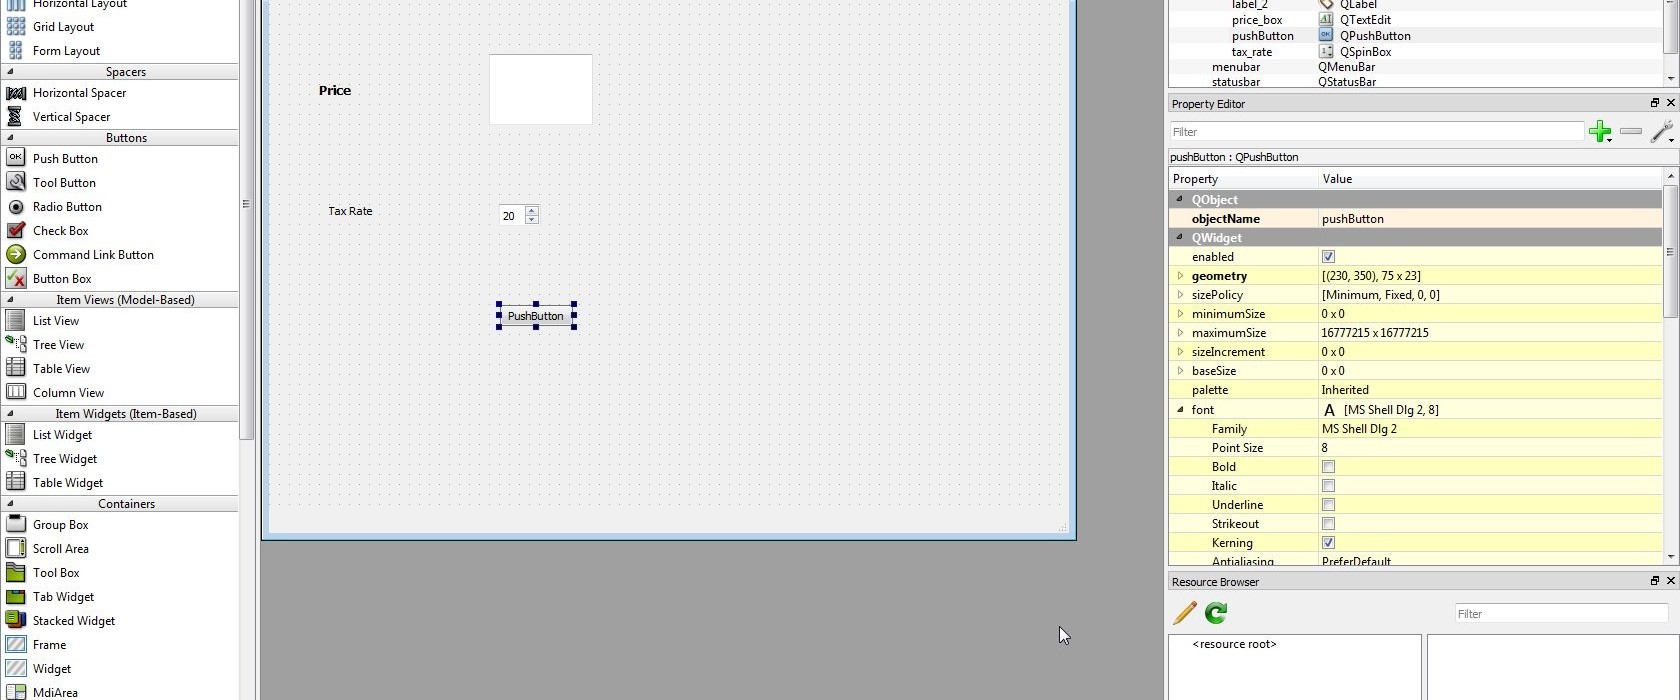 Horizontal Layout
Grid Layout
Form Layout
Spacers
Horizontal Spacer
Vertical Spacer
Buttons
OK Push Button
Tool Button
Radio Button
Check Box
Command Link Button
Button Box
Item Views (Model-Based)
List View
Tree View
Table View
Column View
Item Widgets (Item-Based)
List Widget
Tree Widget
Table Widget
Containers
Group Box
Scroll Area
Tool Box
Tab Widget
Stacked Widget
Frame
Widget
MdiArea
Price
Tax Rate
20
PushButton
label_2 QLabel
price_box AI QTextEdit
pushButton OK QPushButton
tax_rate 1 QSpinBox
menubar QMenuBar
statusbar QStatusBar
Property Editor
Filter
pushButton : QPushButton
Property Value
QObject
objectName pushButton
QWidget
enabled
geometry [(230, 350), 75 x 23]
sizePolicy [Minimum, Fixed, 0, 0]
minimumSize 0 x 0
maximumSize 16777215 x 16777215
sizeIncrement 0 x 0
baseSize 0 x 0
palette Inherited
font A [MS Shell Dlg 2, 8]
Family MS Shell Dlg 2
Point Size 8
Bold
Italic
Underline
Strikeout
Kerning
Antialiasing PreferDefault
Resource Browser
Filter
<resource root>